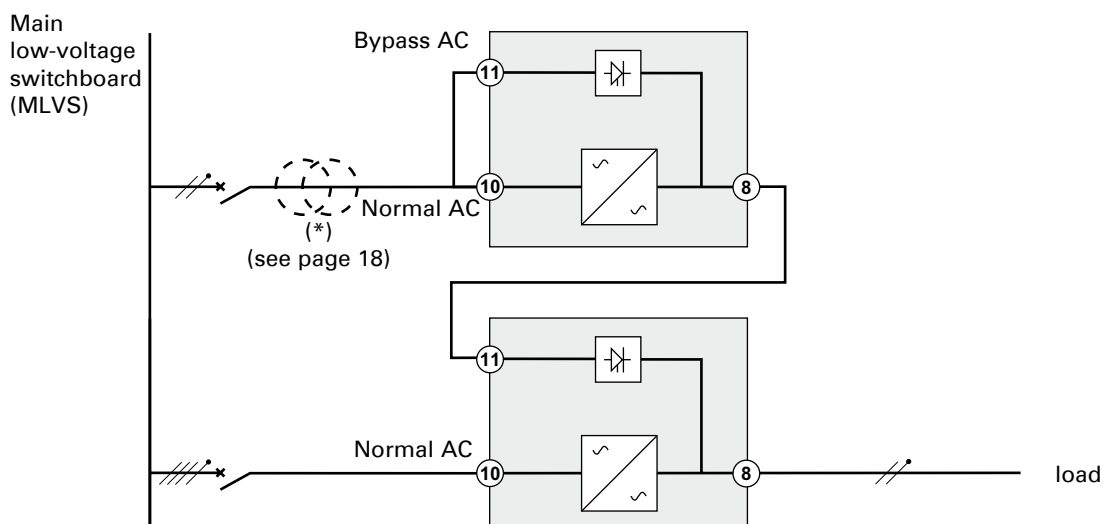 Main
low-voltage
switchboard
(MLVS)
Bypass AC
11
10
8
Normal AC
(*)
(see page 18)
11
Normal AC
10
8
load